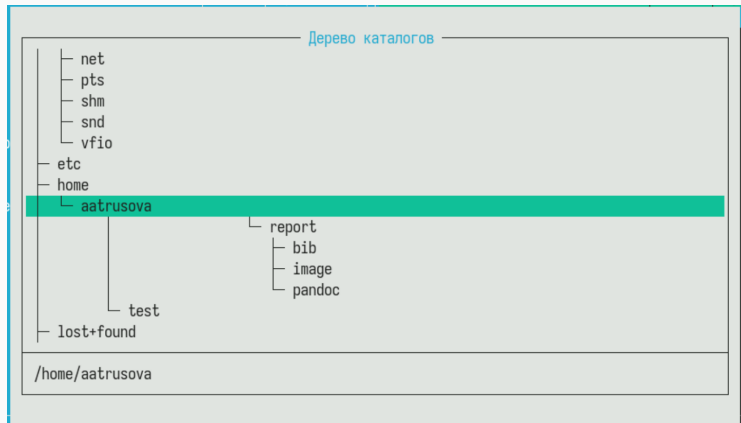 Дерево каталогов
net
pts
shm
snd
vfio
etc
home
aatrusova
report
bib
image
pandoc
test
lost+found
/home/aatrusova